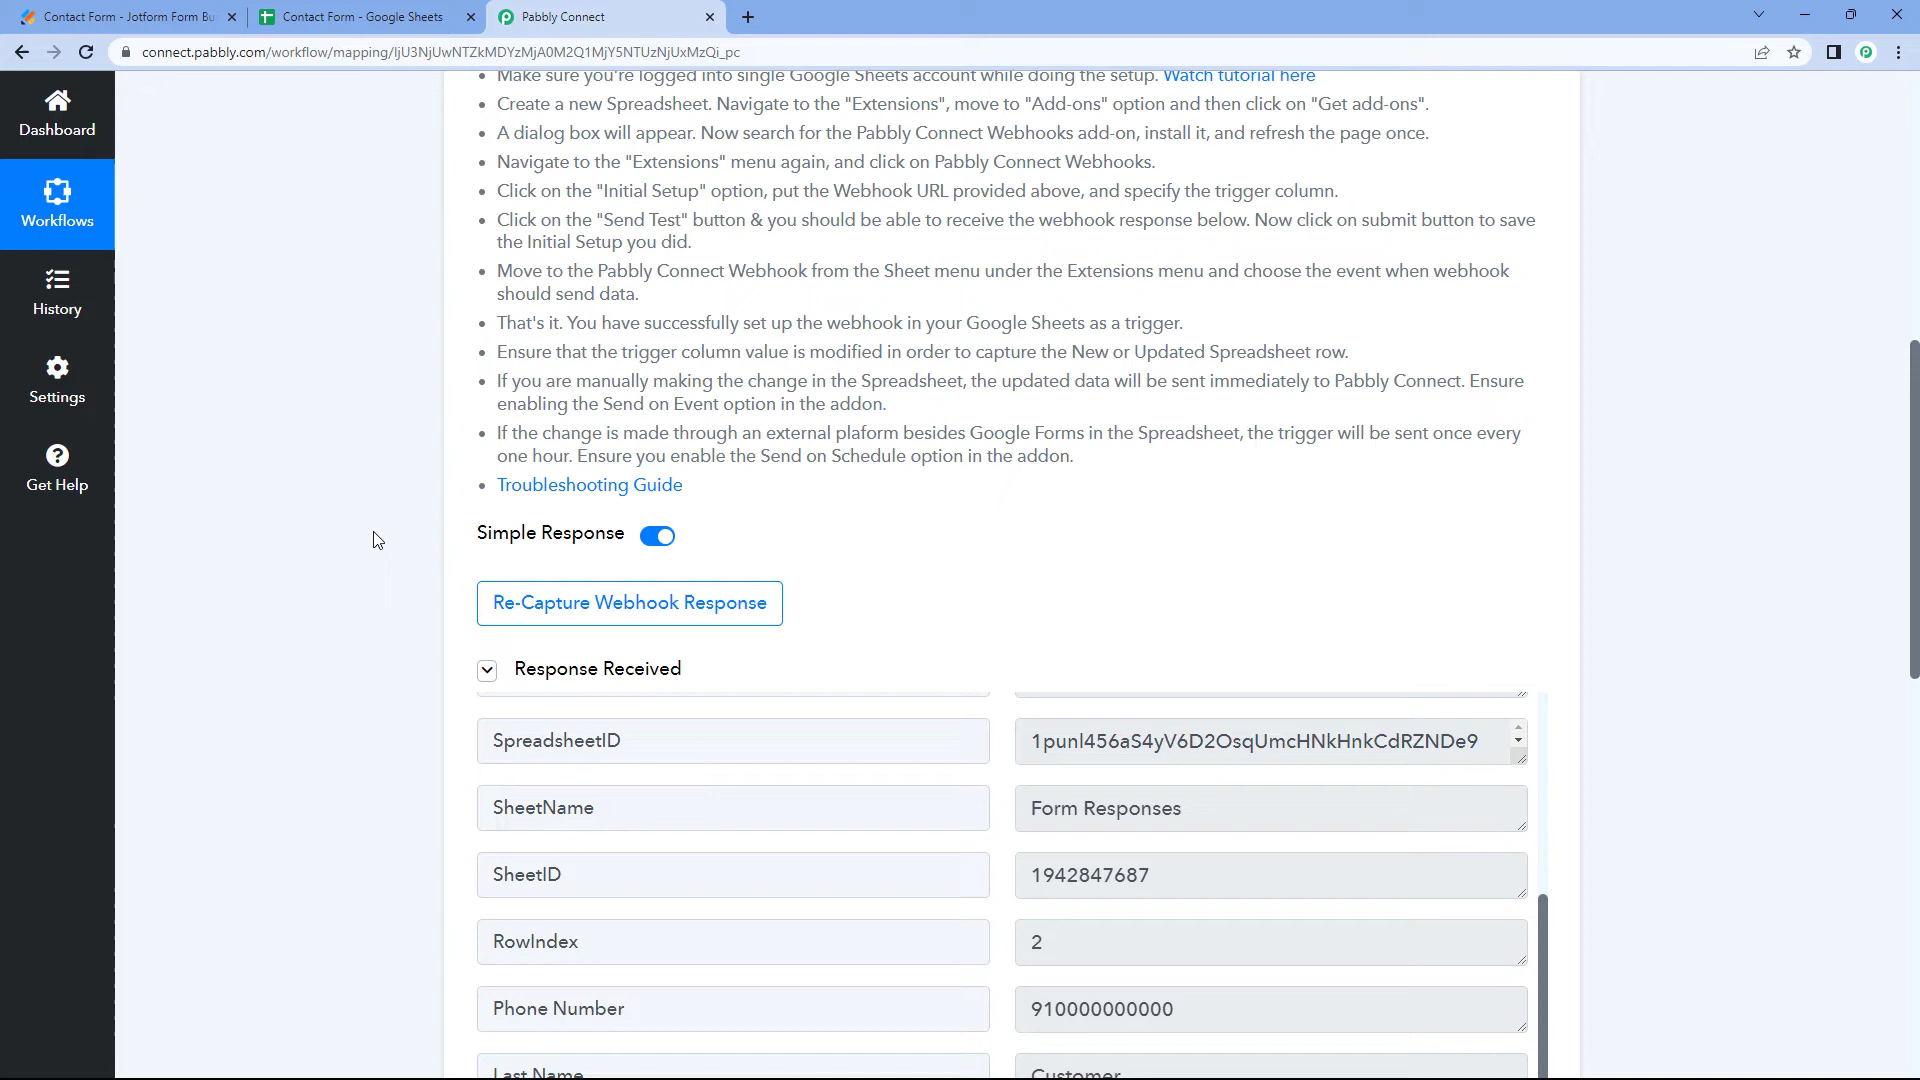 Contact Form - Jotform Form Bu
Contact Form - Google Sheets
Pabbly Connect
connect.pabbly.com/workflow/mapping/IjU3NjUwNTZkMDYzMjA0M2Q1MjY5NTUzNjUxMzQi_pc
Dashboard
Workflows
History
Settings
Get Help
Make sure you're logged into single Google Sheets account while doing the setup. Watch tutorial here
Create a new Spreadsheet. Navigate to the "Extensions", move to "Add-ons" option and then click on "Get add-ons".
A dialog box will appear. Now search for the Pabbly Connect Webhooks add-on, install it, and refresh the page once.
Navigate to the "Extensions" menu again, and click on Pabbly Connect Webhooks.
Click on the "Initial Setup" option, put the Webhook URL provided above, and specify the trigger column.
Click on the "Send Test" button & you should be able to receive the webhook response below. Now click on submit button to save
the Initial Setup you did.
Move to the Pabbly Connect Webhook from the Sheet menu under the Extensions menu and choose the event when webhook
should send data.
That's it. You have successfully set up the webhook in your Google Sheets as a trigger.
Ensure that the trigger column value is modified in order to capture the New or Updated Spreadsheet row.
If you are manually making the change in the Spreadsheet, the updated data will be sent immediately to Pabbly Connect. Ensure
enabling the Send on Event option in the addon.
If the change is made through an external plaform besides Google Forms in the Spreadsheet, the trigger will be sent once every
one hour. Ensure you enable the Send on Schedule option in the addon.
Troubleshooting Guide
Simple Response
Re-Capture Webhook Response
Response Received
SpreadsheetID
1punl456aS4yV6D2OsqUmcHNkHnkCdRZNDe9
SheetName
Form Responses
SheetID
1942847687
RowIndex
2
Phone Number
910000000000
Last Name
Customer